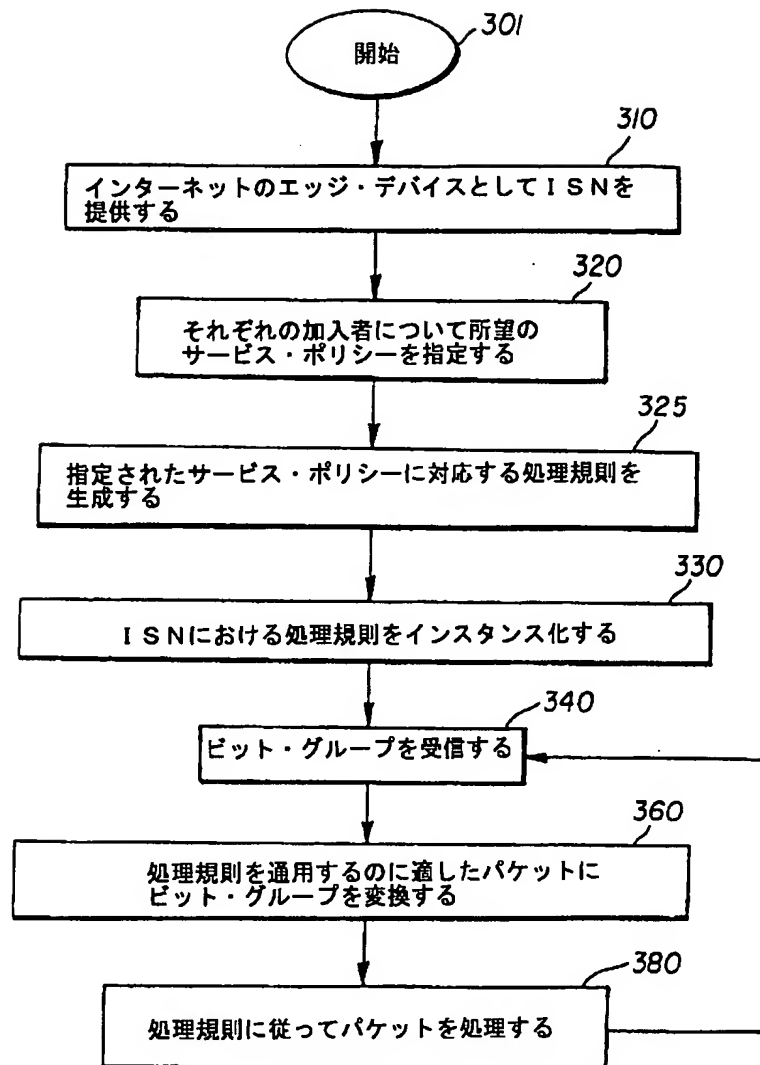 開始
301
310
インターネットのエッジ・デバイスとしてISNを
提供する
320
それぞれの加入者について所望の
サービス・ポリシーを指定する
325
指定されたサービス・ポリシーに対応する処理規則を
生成する
330
ISNにおける処理規則をインスタンス化する
340
ビット・グループを受信する
360
処理規則を通用するのに適したパケットに
ビット・グループを変換する
380
処理規則に従ってパケットを処理する